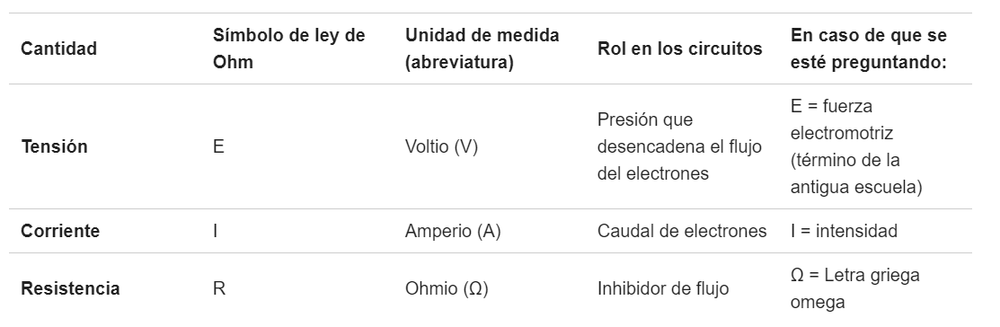 Cantidad
Símbolo de ley de
Ohm
Unidad de medida
(abreviatura)
Rol en los circuitos
En caso de que se
esté preguntando:
Tensión
E
Voltio (V)
Presión que
desencadena el flujo
del electrones
E = fuerza
electromotriz
(término de la
antigua escuela)
Corriente
I
Amperio (A)
Caudal de electrones
I = intensidad
Resistencia
R
Ohmio (Ω)
Inhibidor de flujo
Ω = Letra griega
omega